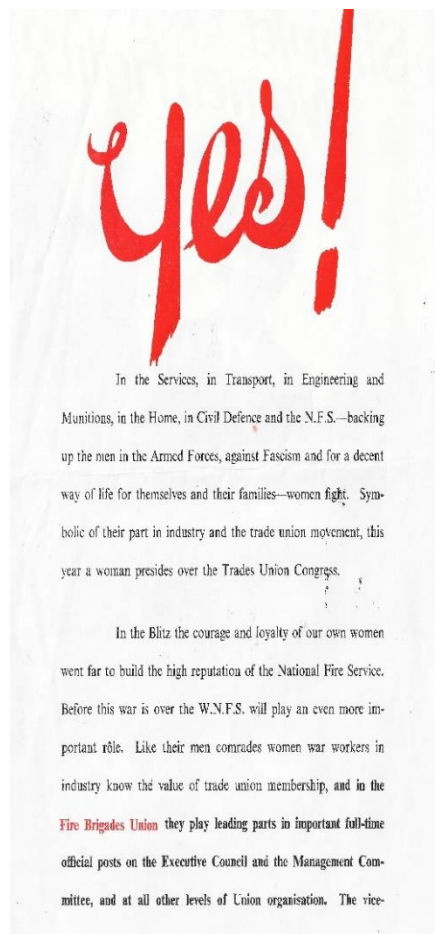 yes!
In the Services, in Transport, in Engineering and
Munitions, in the Home, in Civil Defence and the N.F.S.—backing
up the men in the Armed Forces, against Fascism and for a decent
way of life for themselves and their families—women fight. Sym-
bolic of their part in industry and the trade union movement, this
year a woman presides over the Trades Union Congress.
In the Blitz the courage and loyalty of our own women
went far to build the high reputation of the National Fire Service.
Before this war is over the W.N.F.S. will play an even more im-
portant rôle. Like their men comrades women war workers in
industry know the value of trade union membership, and in the
Fire Brigades Union they play leading parts in important full-time
official posts on the Executive Council and the Management Com-
mittee, and at all other levels of Union organisation. The vice-